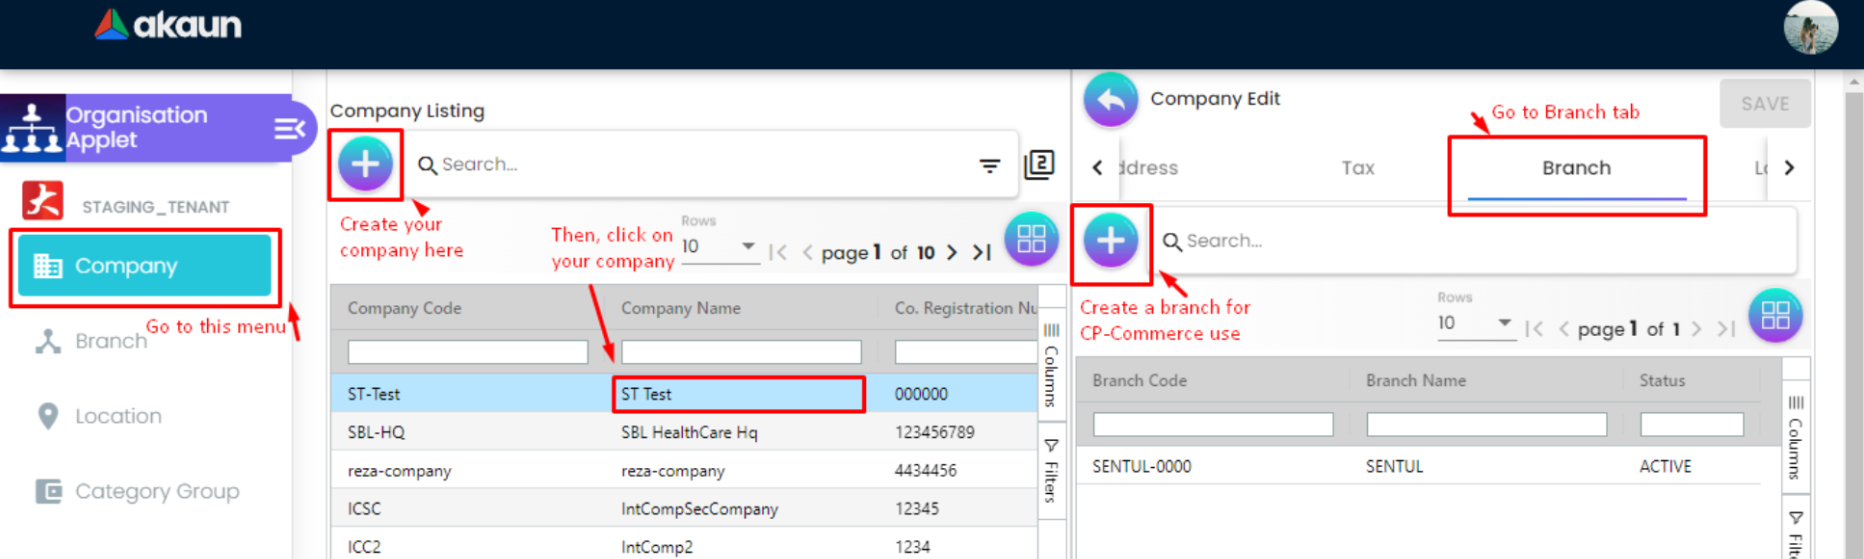 akaun
Organisation
Applet
STAGING_TENANT
Company
Go to this menu
Branch
Location
Category Group
Company Listing
Search...
2
Create your
company here
Then, click on
your company
Rows
10
page 1 of 10
Company Code Company Name Co. Registration Nu
ST-Test ST Test 000000
SBL-HQ SBL HealthCare Hq 123456789
reza-company reza-company 4434456
ICSC IntCompSecCompany 12345
ICC2 IntComp2 1234
Columns
Filters
Company Edit
Go to Branch tab
SAVE
ddress Tax Branch Lo
Search...
Create a branch for
CP-Commerce use
Rows
10
page 1 of 1
Branch Code Branch Name Status
SENTUL-0000 SENTUL ACTIVE
Columns
Filte